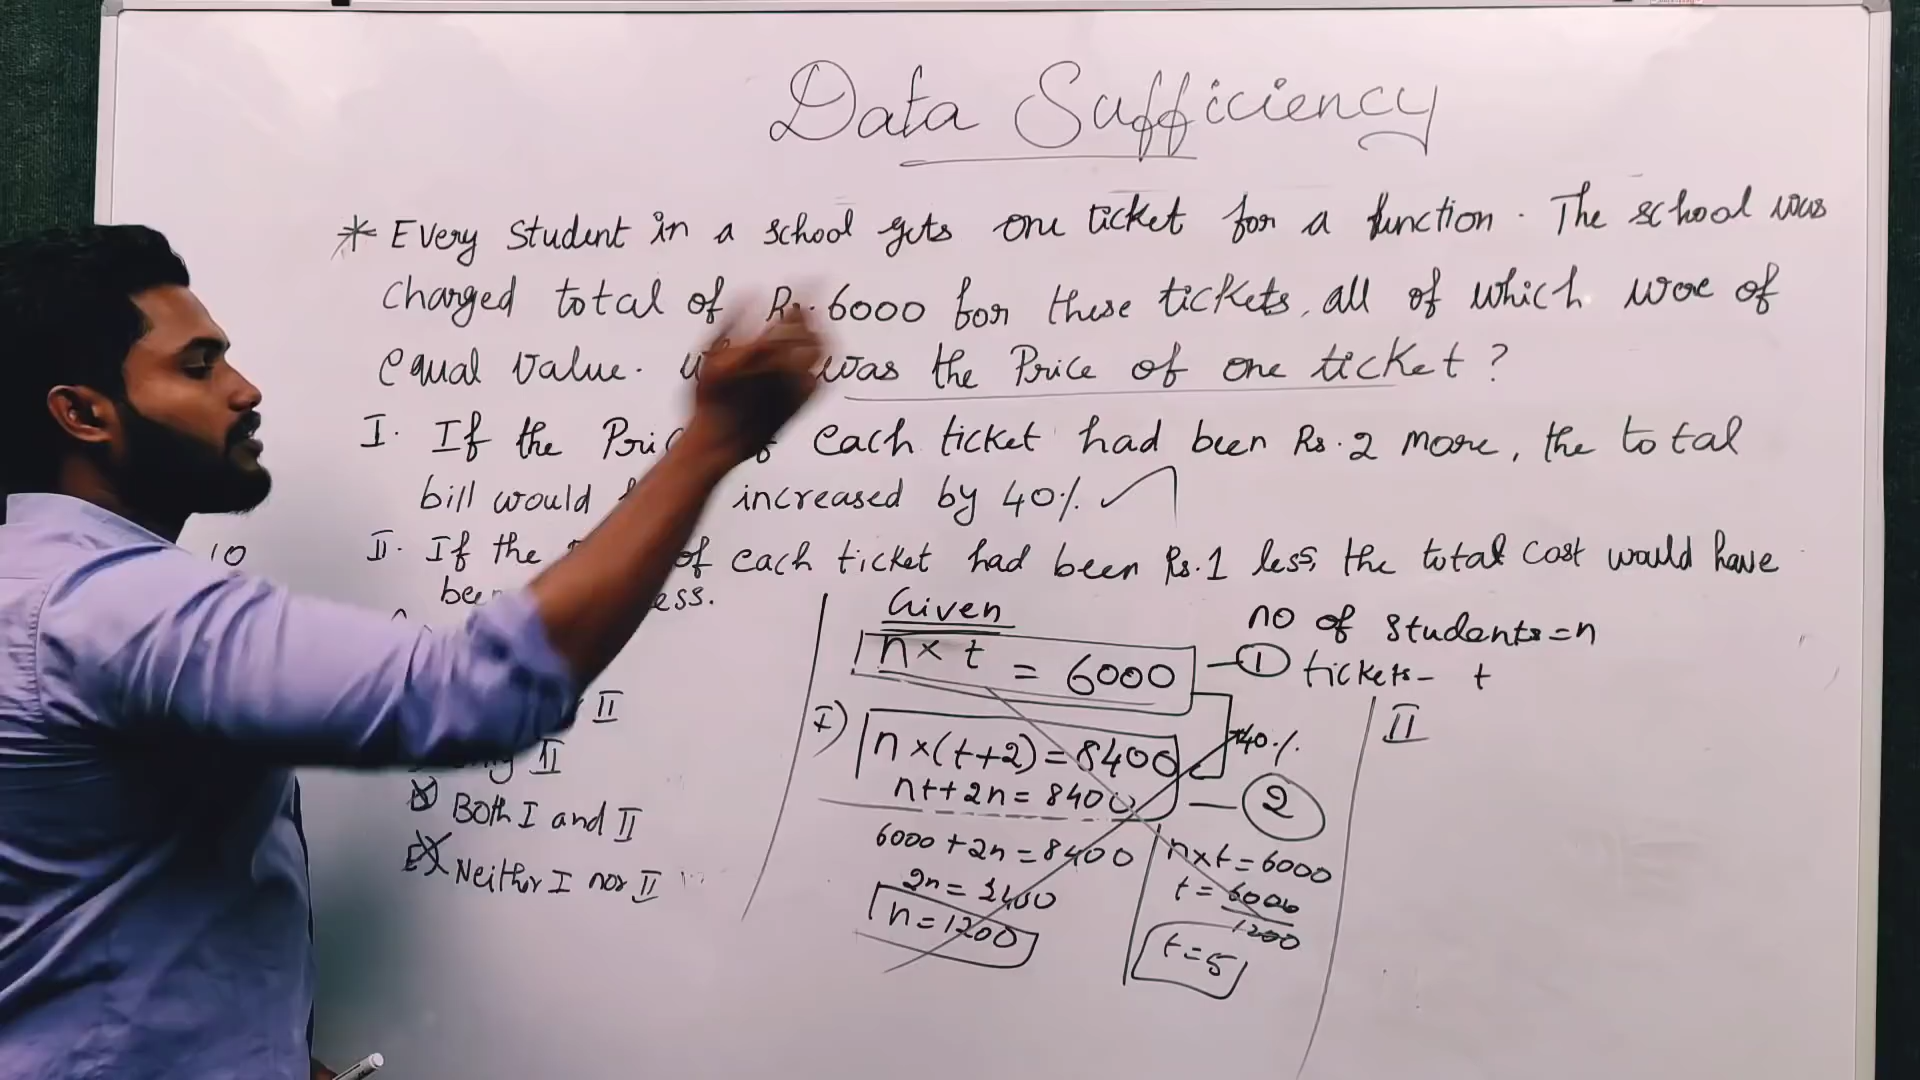 Data Sufficiency
* Every Student in a school gets one ticket for a function. The school was
charged total of Rs.6000 for these tickets, all of which were of
equal value. was the Price of one ticket?
I. If the of each ticket had been Rs.2 more, the total
bill would increased by 40%
10
II. If the of each ticket had been Rs.1 less, the total cost would have
less.
Given
no of students=n
n×t = 6000 — 1
tickets- t
II
I) n×(t+2)=8400
40%
II
II
nt+2n=8400 — 2
Both I and II
6000+2n=8400
n×t=6000
E) Neither I nor II
2n=2400
t=6000
1200
n=1200
t=5